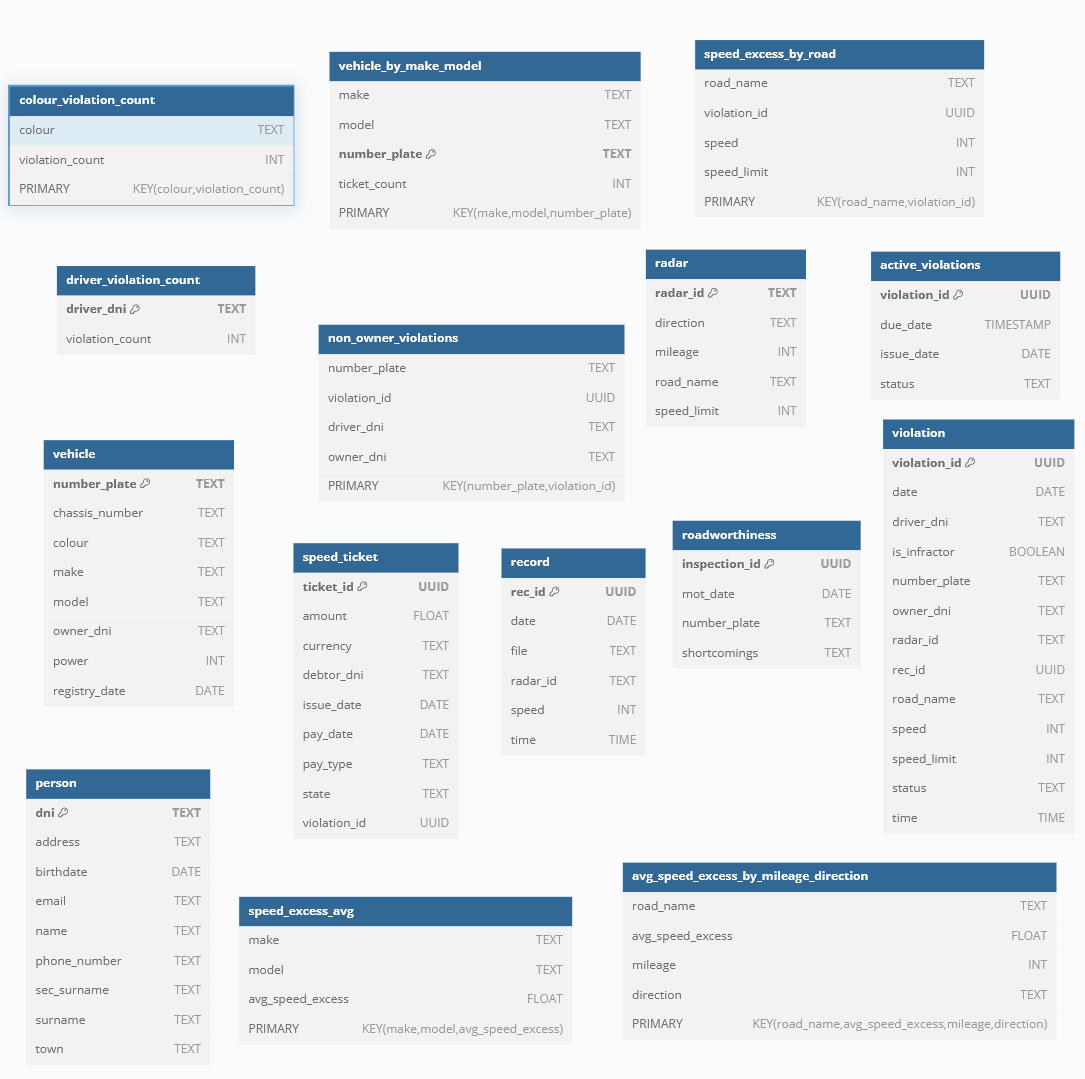 colour_violation_count
colour TEXT
violation_count INT
PRIMARY KEY(colour,violation_count)
vehicle_by_make_model
make TEXT
model TEXT
number_plate TEXT
ticket_count INT
PRIMARY KEY(make,model,number_plate)
speed_excess_by_road
road_name TEXT
violation_id UUID
speed INT
speed_limit INT
PRIMARY KEY(road_name,violation_id)
driver_violation_count
driver_dni TEXT
violation_count INT
non_owner_violations
number_plate TEXT
violation_id UUID
driver_dni TEXT
owner_dni TEXT
PRIMARY KEY(number_plate,violation_id)
radar
radar_id TEXT
direction TEXT
mileage INT
road_name TEXT
speed_limit INT
active_violations
violation_id UUID
due_date TIMESTAMP
issue_date DATE
status TEXT
vehicle
number_plate TEXT
chassis_number TEXT
colour TEXT
make TEXT
model TEXT
owner_dni TEXT
power INT
registry_date DATE
speed_ticket
ticket_id UUID
amount FLOAT
currency TEXT
debtor_dni TEXT
issue_date DATE
pay_date DATE
pay_type TEXT
state TEXT
violation_id UUID
record
rec_id UUID
date DATE
file TEXT
radar_id TEXT
speed INT
time TIME
roadworthiness
inspection_id UUID
mot_date DATE
number_plate TEXT
shortcomings TEXT
violation
violation_id UUID
date DATE
driver_dni TEXT
is_infractor BOOLEAN
number_plate TEXT
owner_dni TEXT
radar_id TEXT
rec_id UUID
road_name TEXT
speed INT
speed_limit INT
status TEXT
time TIME
person
dni TEXT
address TEXT
birthdate DATE
email TEXT
name TEXT
phone_number TEXT
sec_surname TEXT
surname TEXT
town TEXT
speed_excess_avg
make TEXT
model TEXT
avg_speed_excess FLOAT
PRIMARY KEY(make,model,avg_speed_excess)
avg_speed_excess_by_mileage_direction
road_name TEXT
avg_speed_excess FLOAT
mileage INT
direction TEXT
PRIMARY KEY(road_name,avg_speed_excess,mileage,direction)